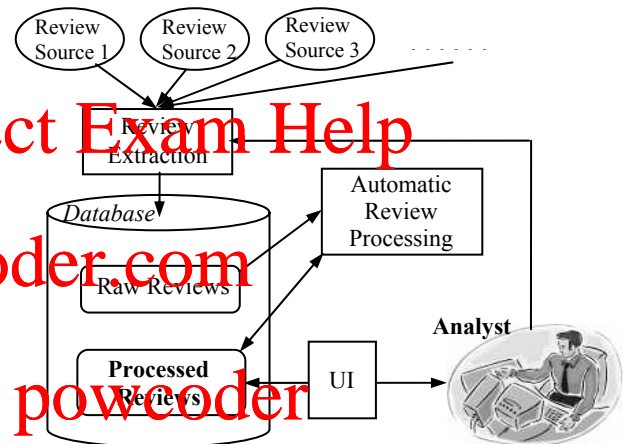 Review
Source 1
Review
Source 2
Review
Source 3
ct Exam Help
Review
Extraction
Database
Automatic
Review
Processing
oder.com
Raw Reviews
Analyst
Processed
Reviews
UI
powcoder